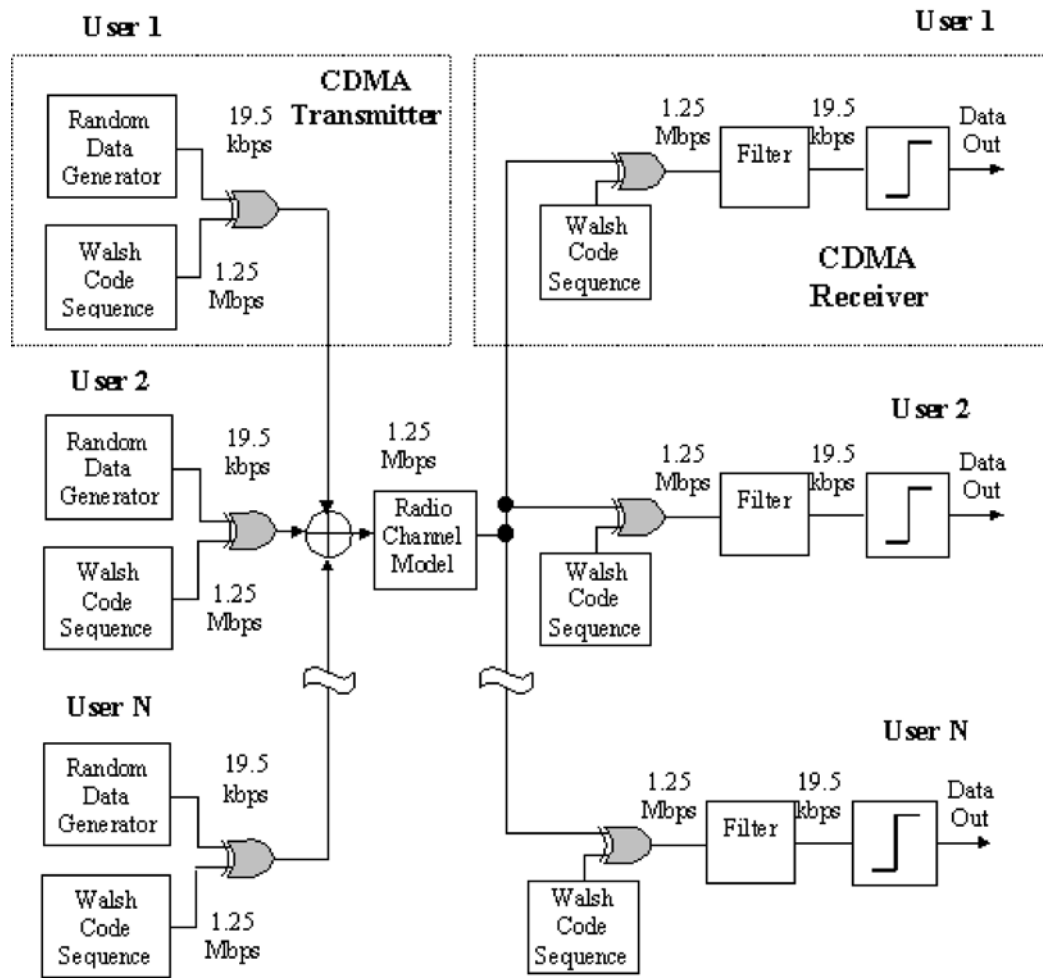 User 1
CDMA
Transmitter
Random
Data
Generator
19.5
kbps
Walsh
Code
Sequence
1.25
Mbps
User 2
Random
Data
Generator
19.5
kbps
Walsh
Code
Sequence
1.25
Mbps
User N
Random
Data
Generator
19.5
kbps
Walsh
Code
Sequence
1.25
Mbps
1.25
Mbps
Radio
Channel
Model
User 1
1.25
Mbps
19.5
kbps
Data
Out
Filter
Walsh
Code
Sequence
CDMA
Receiver
User 2
1.25
Mbps
19.5
kbps
Data
Out
Filter
Walsh
Code
Sequence
User N
1.25
Mbps
19.5
kbps
Data
Out
Filter
Walsh
Code
Sequence